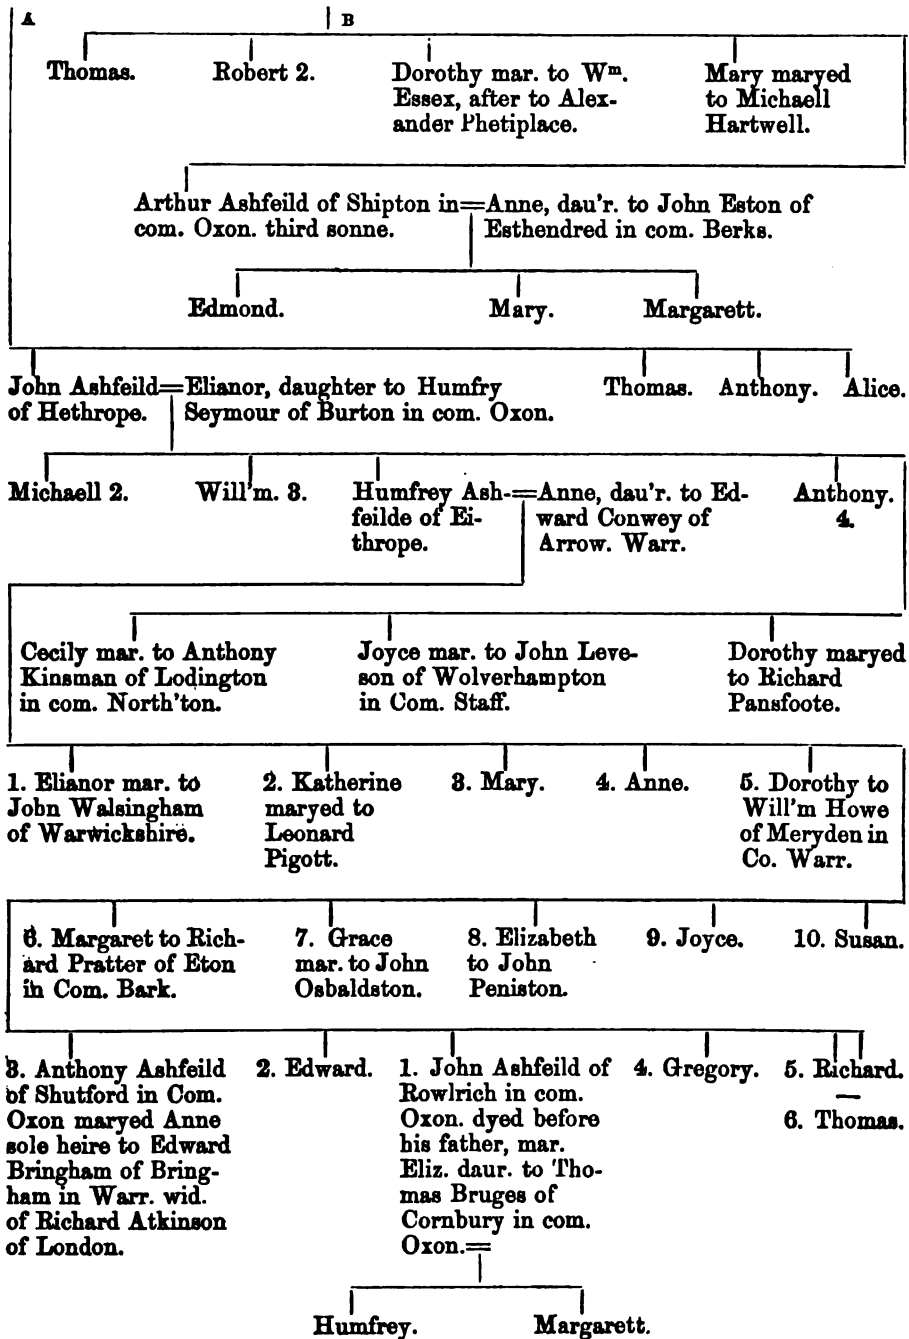 A B
Thomas. Robert 2. Dorothy mar. to Wm. Essex, after to Alex-
ander Phetiplace. Mary maryed
to Michaell
Hartwell.
Arthur Ashfeild of Shipton in=Anne, dau'r. to John Eston of
com. Oxon. third sonne. Esthendred in com. Berks.
Edmond. Mary. Margarett.
John Ashfeild=Elianor, daughter to Humfry Thomas. Anthony. Alice.
of Hethrope. Seymour of Burton in com. Oxon.
Michaell 2. Will'm. 3. Humfrey Ash-=Anne, dau'r. to Ed- Anthony.
feilde of Ei- ward Conwey of 4.
thrope. Arrow. Warr.
Cecily mar. to Anthony
Kinsman of Lodington
in com. North'ton.
Joyce mar. to John Leve-
son of Wolverhampton
in Com. Staff.
Dorothy maryed
to Richard
Pansfoote.
1. Elianor mar. to
John Walsingham
of Warwickshire.
2. Katherine
maryed to
Leonard
Pigott.
3. Mary.
4. Anne.
5. Dorothy to
Will'm Howe
of Meryden in
Co. Warr.
6. Margaret to Rich-
ard Pratter of Eton
in Com. Bark.
7. Grace
mar. to John
Osbaldston.
8. Elizabeth
to John
Peniston.
9. Joyce.
10. Susan.
3. Anthony Ashfeild
of Shutford in Com.
Oxon maryed Anne
sole heire to Edward
Bringham of Bring-
ham in Warr. wid.
of Richard Atkinson
of London.
2. Edward.
1. John Ashfeild of
Rowlrich in com.
Oxon. dyed before
his father, mar.
Eliz. daur. to Tho-
mas Bruges of
Cornbury in com.
Oxon.=
4. Gregory.
5. Richard.
6. Thomas.
Humfrey. Margarett.